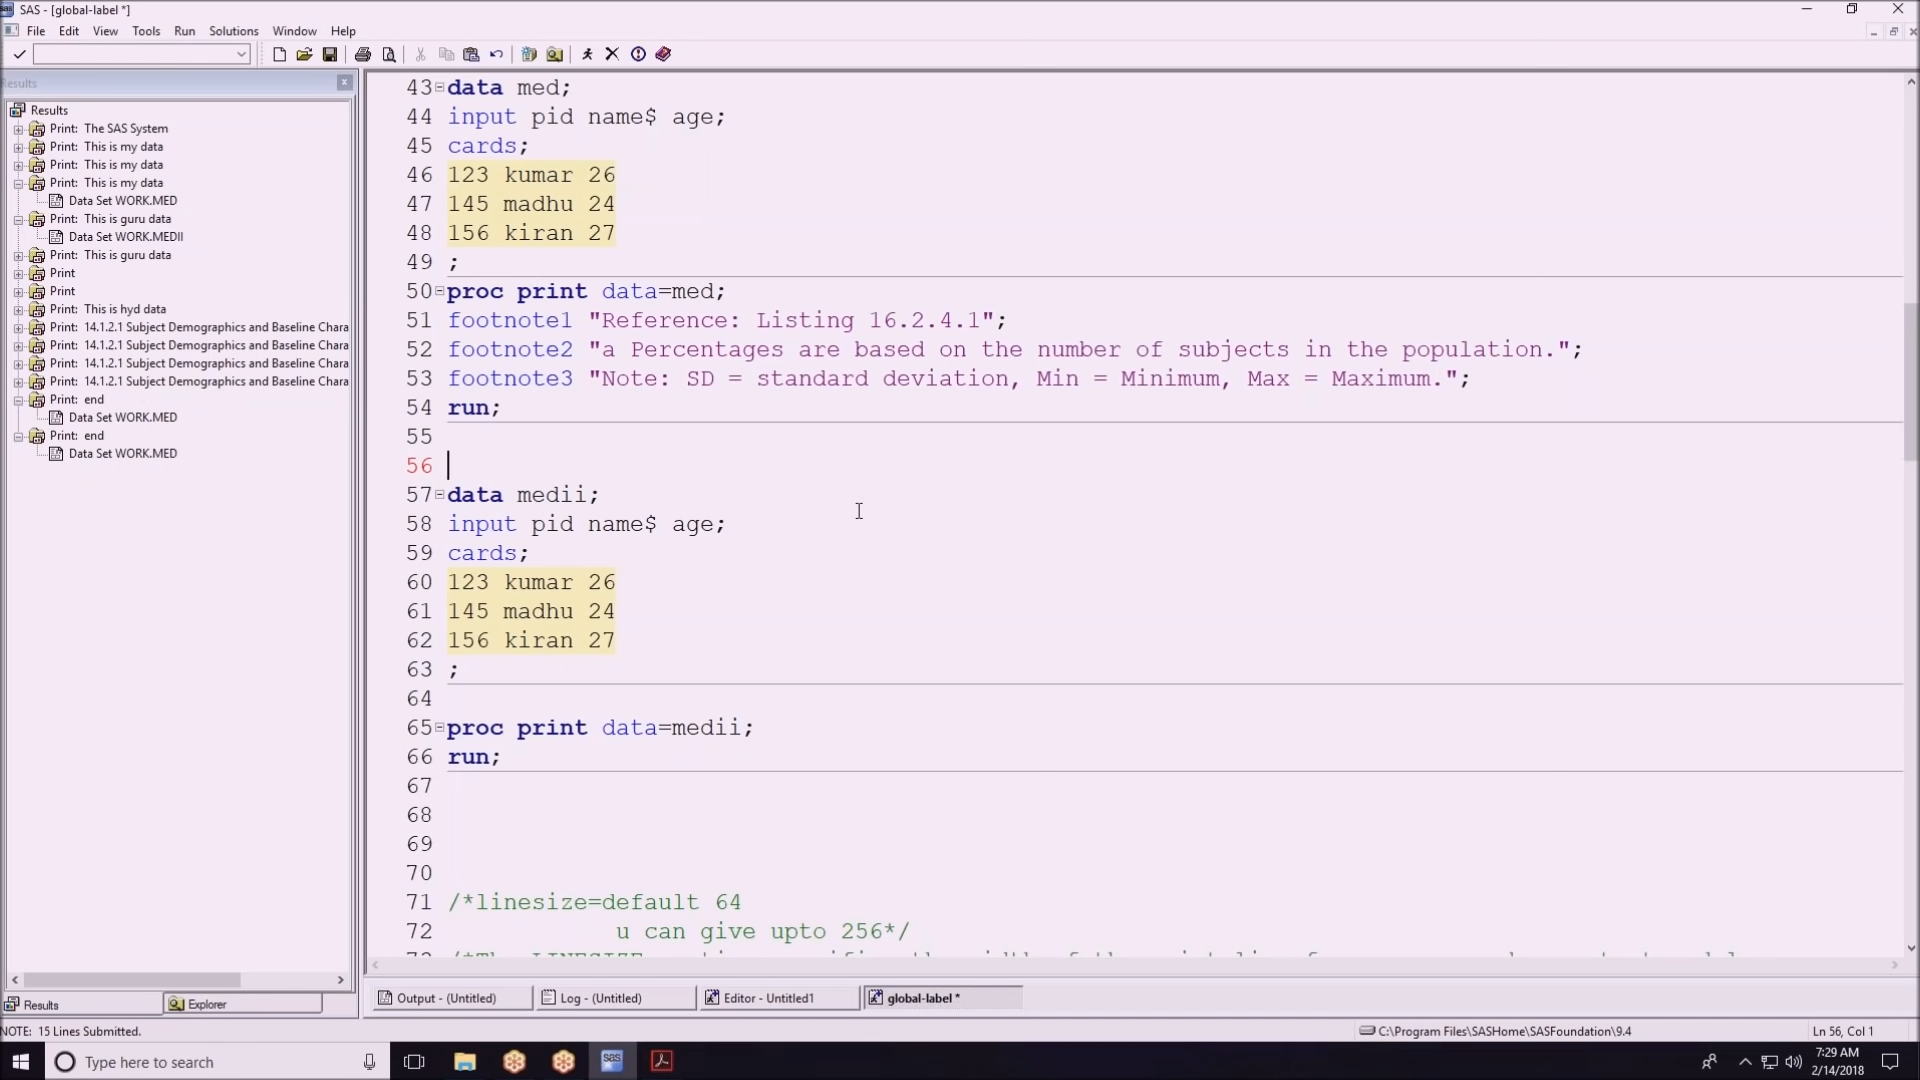 SAS - [global-label *]
File Edit View Tools Run Solutions Window Help
Results
Results
Print: The SAS System
Print: This is my data
Print: This is my data
Print: This is my data
Data Set WORK.MED
Print: This is guru data
Data Set WORK.MEDII
Print: This is guru data
Print
Print
Print: This is hyd data
Print: 14.1.2.1 Subject Demographics and Baseline Chara
Print: 14.1.2.1 Subject Demographics and Baseline Chara
Print: 14.1.2.1 Subject Demographics and Baseline Chara
Print: 14.1.2.1 Subject Demographics and Baseline Chara
Print: end
Data Set WORK.MED
Print: end
Data Set WORK.MED
43 data med;
44 input pid name$ age;
45 cards;
46 123 kumar 26
47 145 madhu 24
48 156 kiran 27
49 ;
50 proc print data=med;
51 footnote1 "Reference: Listing 16.2.4.1";
52 footnote2 "a Percentages are based on the number of subjects in the population.";
53 footnote3 "Note: SD = standard deviation, Min = Minimum, Max = Maximum.";
54 run;
55
56
57 data medii;
58 input pid name$ age;
59 cards;
60 123 kumar 26
61 145 madhu 24
62 156 kiran 27
63 ;
64
65 proc print data=medii;
66 run;
67
68
69
70
71 /*linesize=default 64
72 u can give upto 256*/
Results Explorer
Output - (Untitled) Log - (Untitled) Editor - Untitled1 global-label *
NOTE: 15 Lines Submitted. C:\Program Files\SASHome\SASFoundation\9.4 Ln 56, Col 1
Type here to search
sas
7:29 AM
2/14/2018